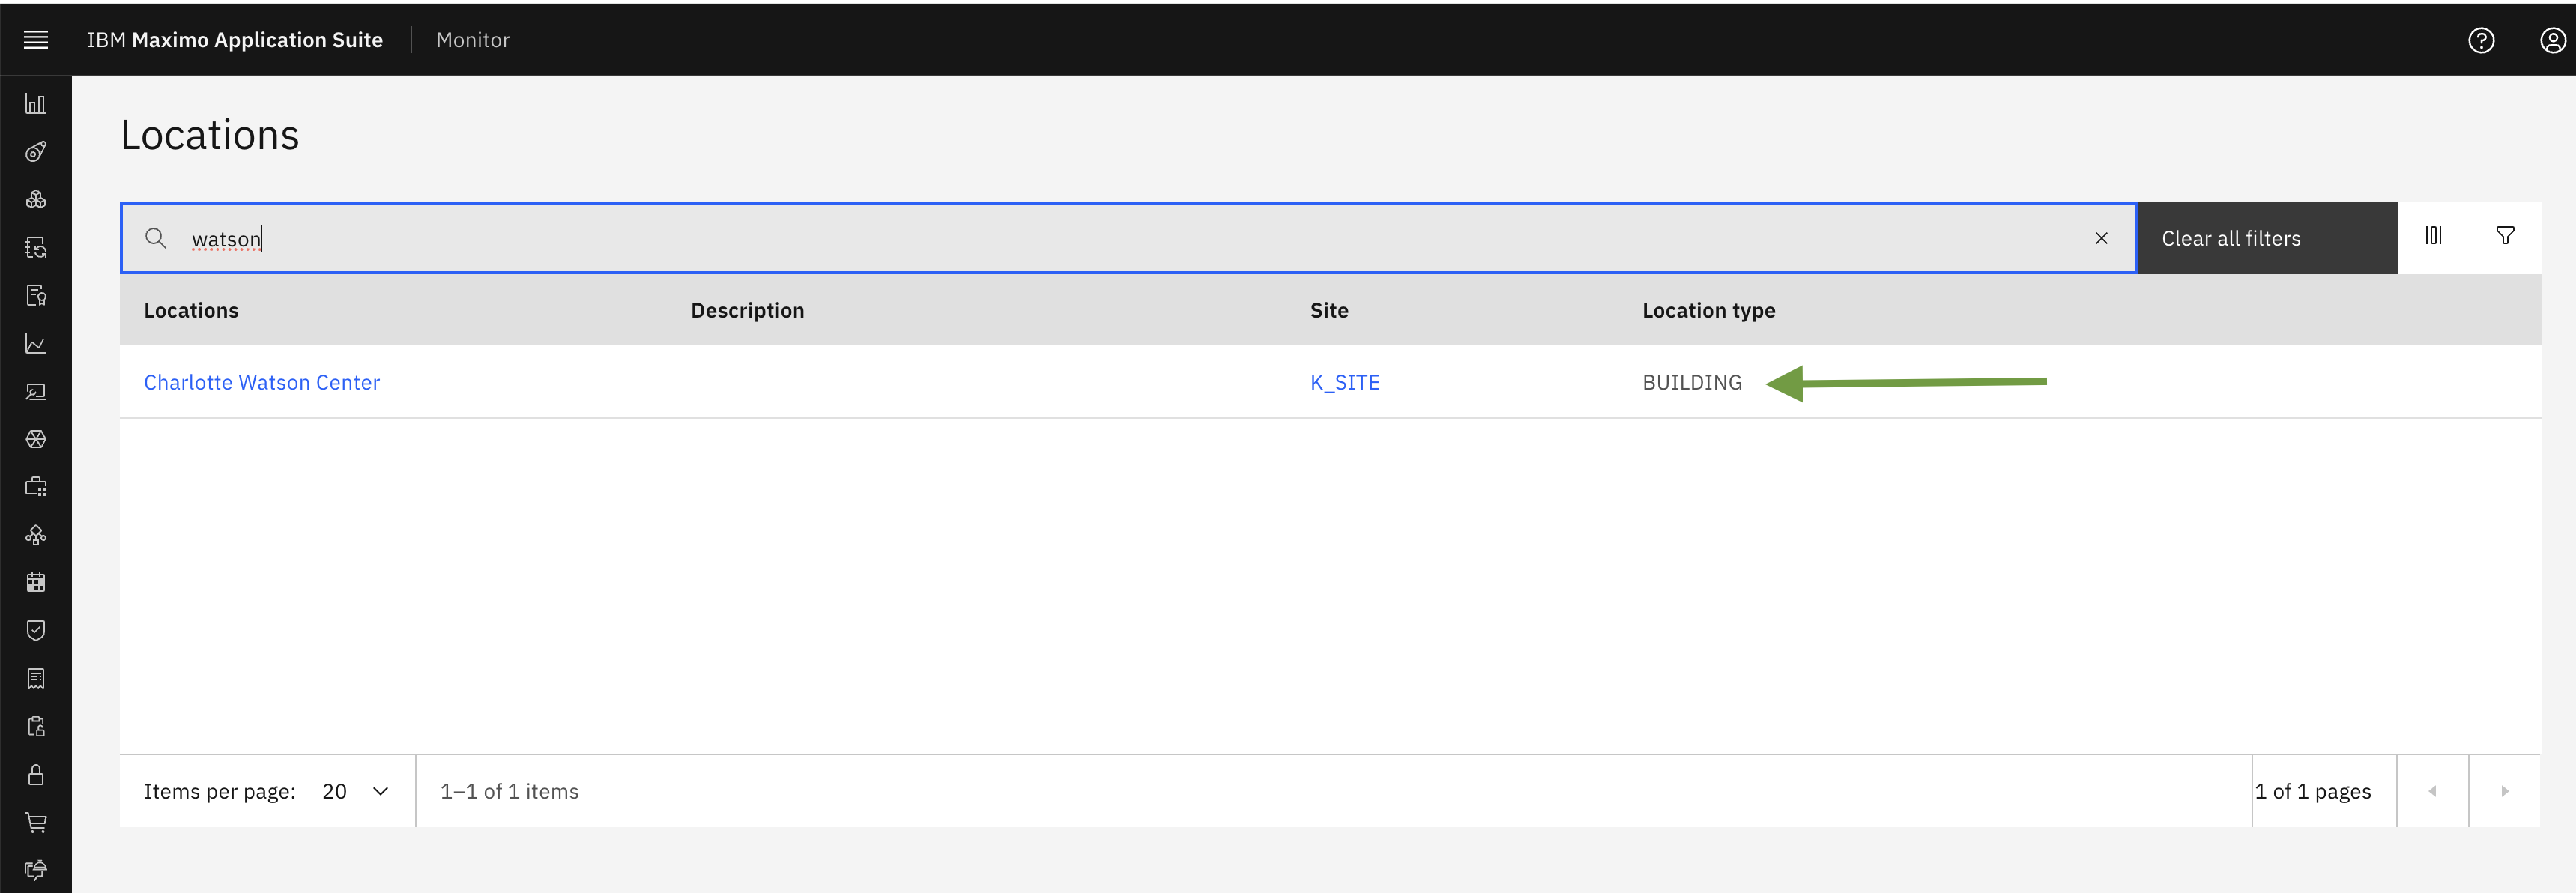 IBM Maximo Application Suite Monitor
Locations
watson
Clear all filters
Locations Description Site Location type
Charlotte Watson Center K_SITE BUILDING
Items per page: 20 1–1 of 1 items 1 of 1 pages